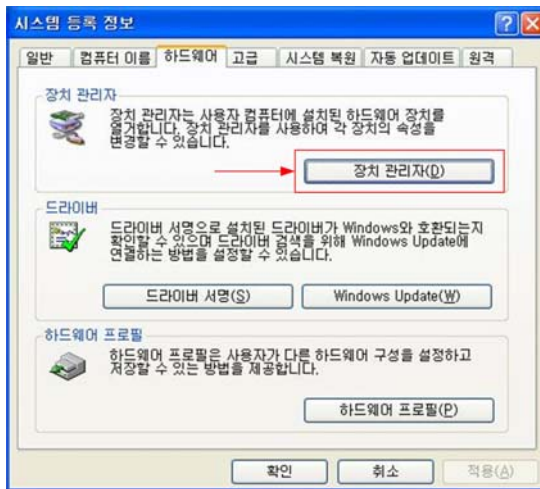 시스템 등록 정보
일반 컴퓨터 이름 하드웨어 고급 시스템 복원 자동 업데이트 원격
장치 관리자
장치 관리자는 사용자 컴퓨터에 설치된 하드웨어 장치를
열거합니다. 장치 관리자를 사용하여 각 장치의 속성을
변경할 수 있습니다.
장치 관리자(D)
드라이버
드라이버 서명으로 설치된 드라이버가 Windows와 호환되는지
확인할 수 있으며 드라이버 검색을 위해 Windows Update에
연결하는 방법을 설정할 수 있습니다.
드라이버 서명(S) Windows Update(W)
하드웨어 프로필
하드웨어 프로필은 사용자가 다른 하드웨어 구성을 설정하고
저장할 수 있는 방법을 제공합니다.
하드웨어 프로필(P)
확인 취소 적용(A)